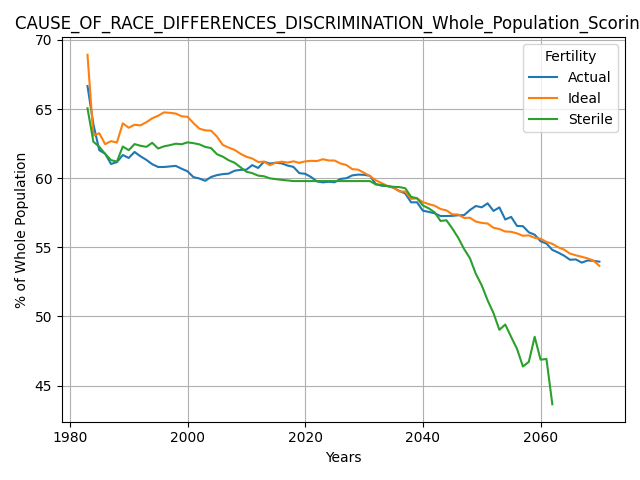 CAUSE_OF_RACE_DIFFERENCES_DISCRIMINATION_Whole_Population_Scorin
70
65
60
55
50
45
% of Whole Population
Fertility
Actual
Ideal
Sterile
1980
2000
2020
2040
2060
Years